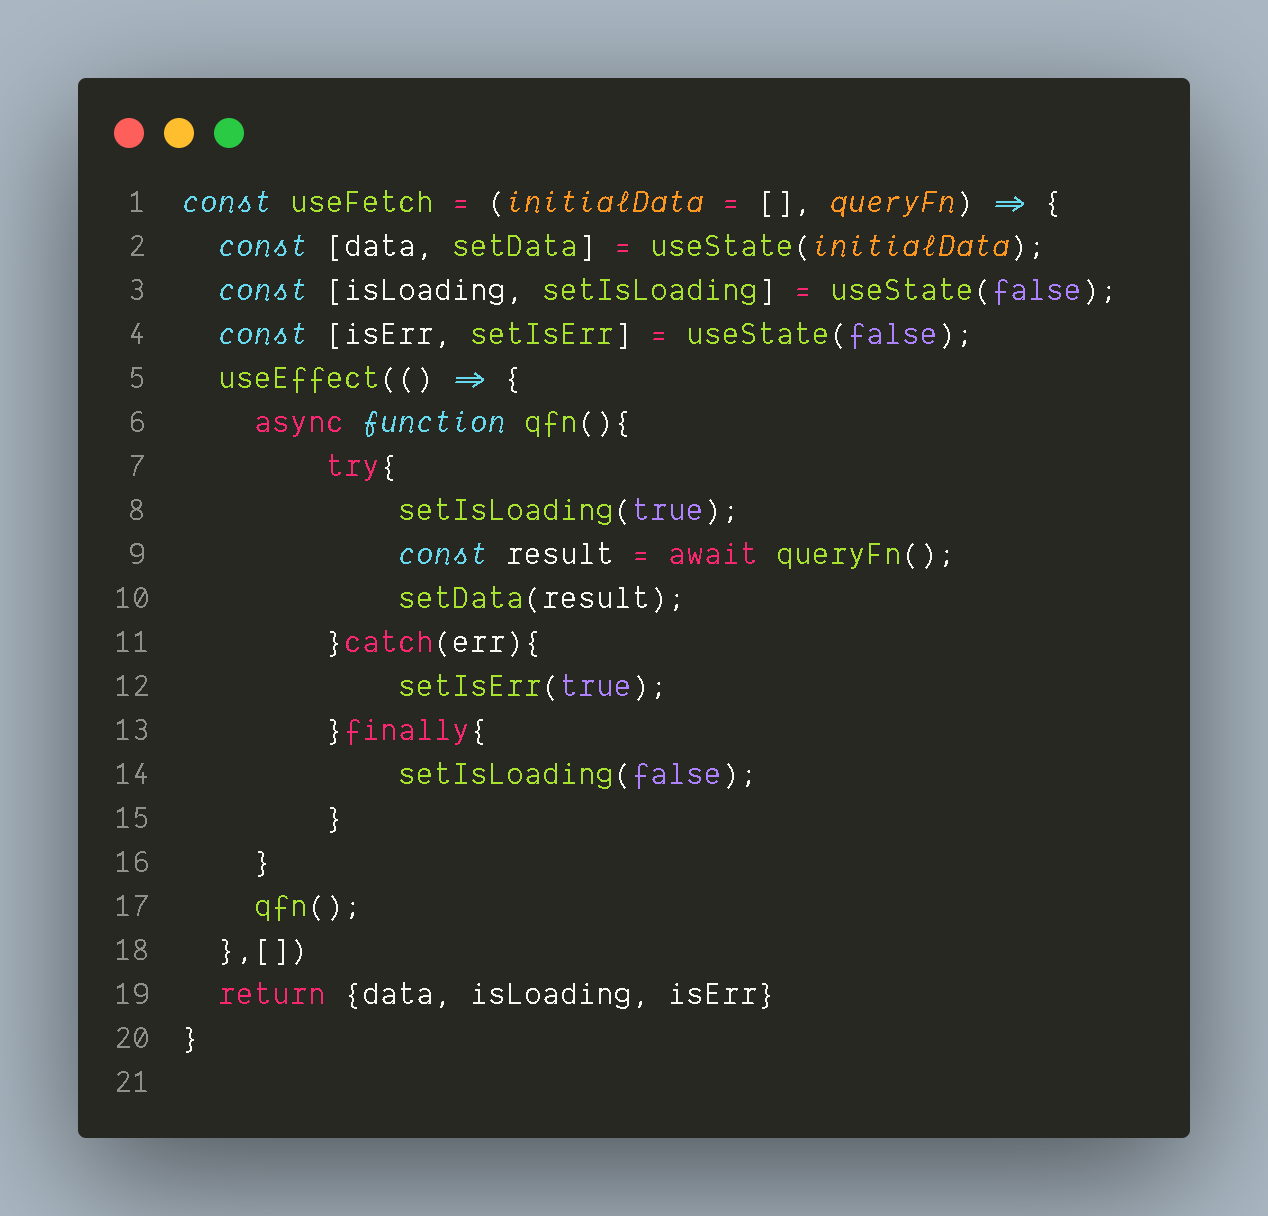 1 const useFetch = (initialData = [], queryFn) => {
2   const [data, setData] = useState(initialData);
3   const [isLoading, setIsLoading] = useState(false);
4   const [isErr, setIsErr] = useState(false);
5   useEffect(() => {
6     async function qfn(){
7         try{
8             setIsLoading(true);
9             const result = await queryFn();
10             setData(result);
11         }catch(err){
12             setIsErr(true);
13         }finally{
14             setIsLoading(false);
15         }
16     }
17     qfn();
18   },[])
19   return {data, isLoading, isErr}
20 }
21